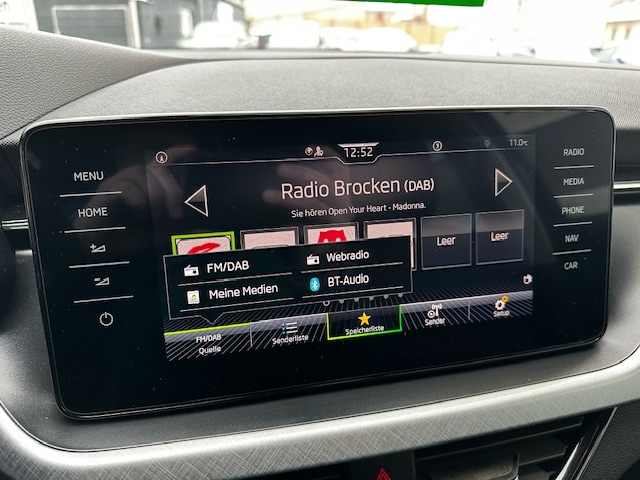 MENU
HOME
12:52
3
11.0°C
Radio Brocken (DAB)
Sie hören Open Your Heart - Madonna.
Leer
Leer
FM/DAB
Webradio
Meine Medien
BT-Audio
FM/DAB
Quelle
Senderliste
Speicherliste
Sender
Setup
RADIO
MEDIA
PHONE
NAV
CAR